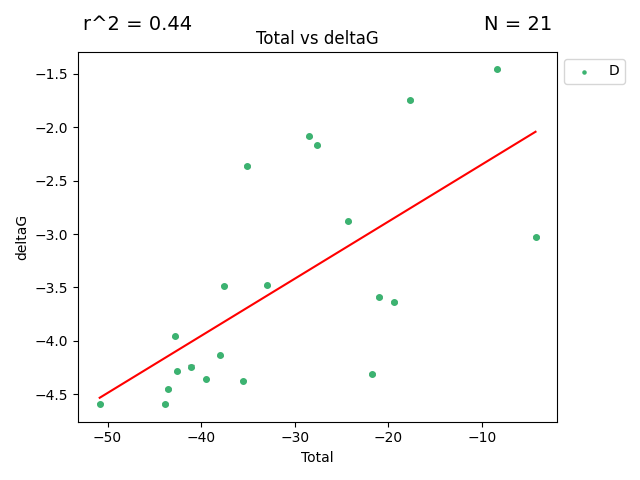 r^2 = 0.44
N = 21
Total vs deltaG
D
−1.5
−2.0
−2.5
−3.0
−3.5
−4.0
−4.5
deltaG
−50 −40 −30 −20 −10
Total